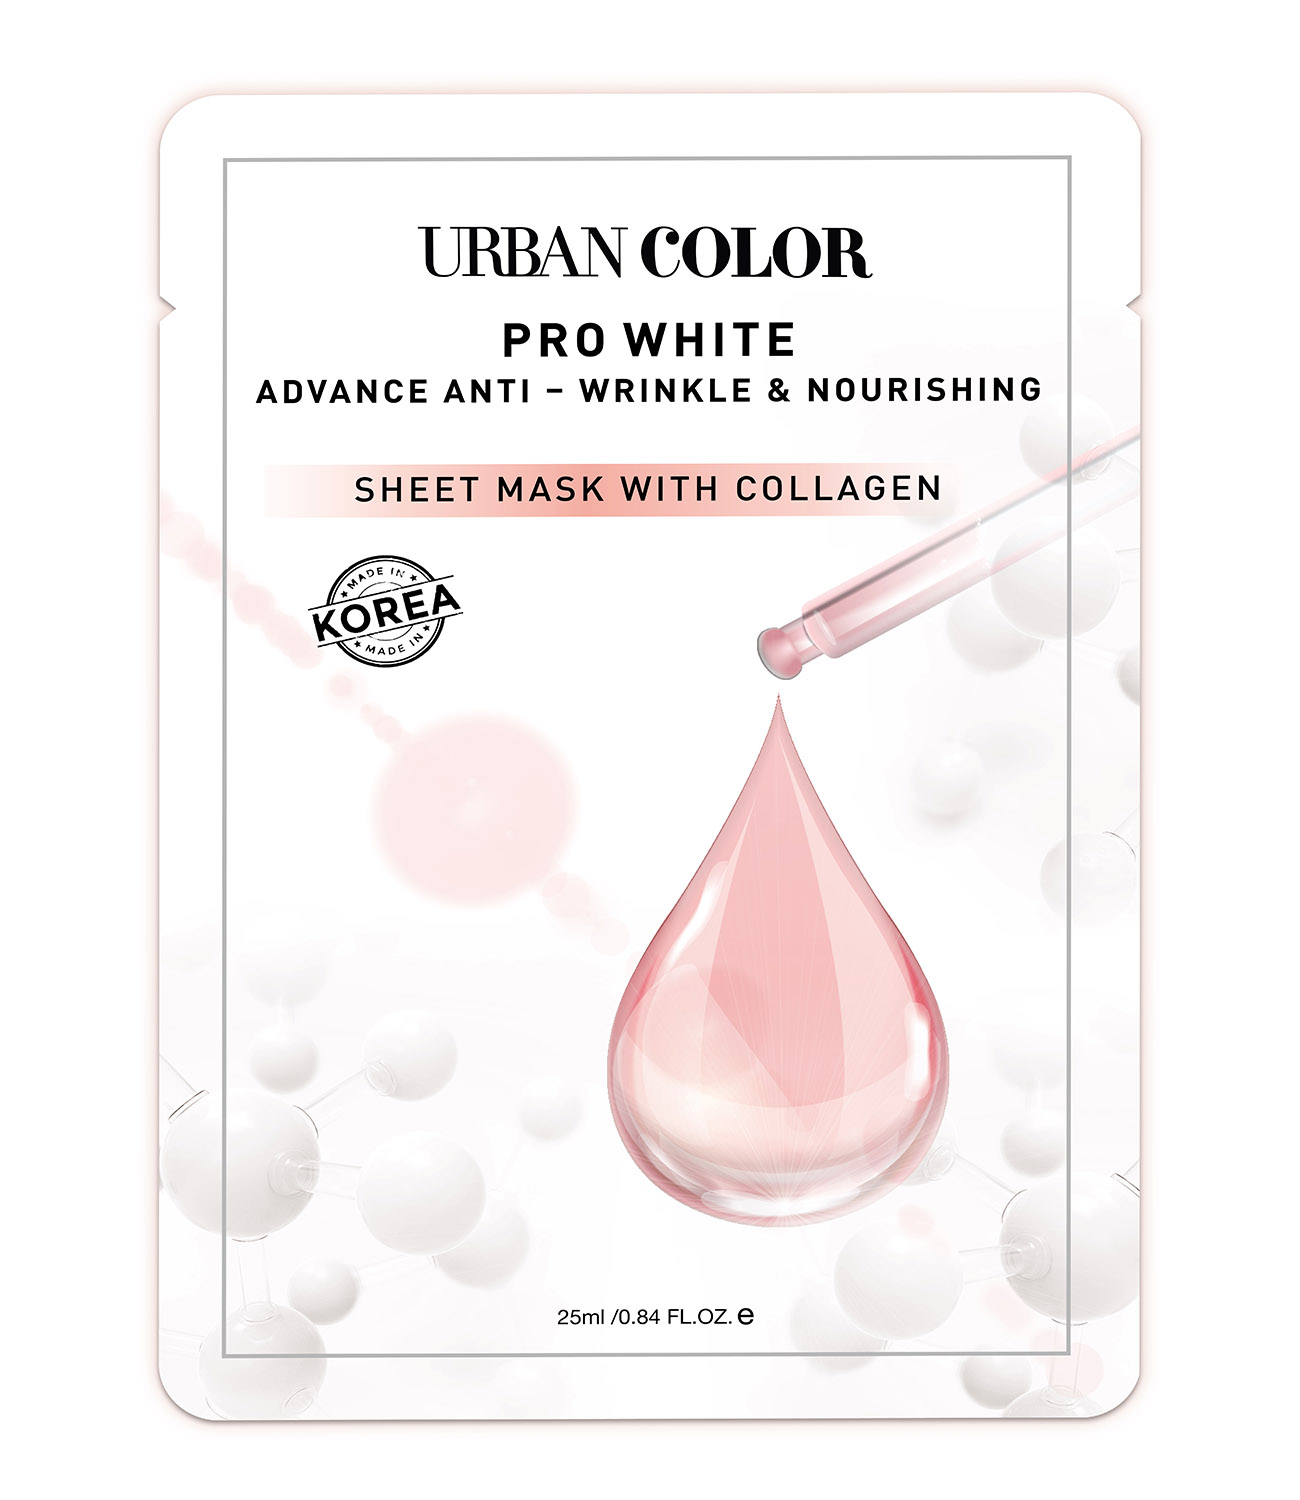 URBAN COLOR
PRO WHITE
ADVANCE ANTI – WRINKLE & NOURISHING
SHEET MASK WITH COLLAGEN
MADE IN
KOREA
MADE IN
25ml /0.84 FL.OZ. ℮